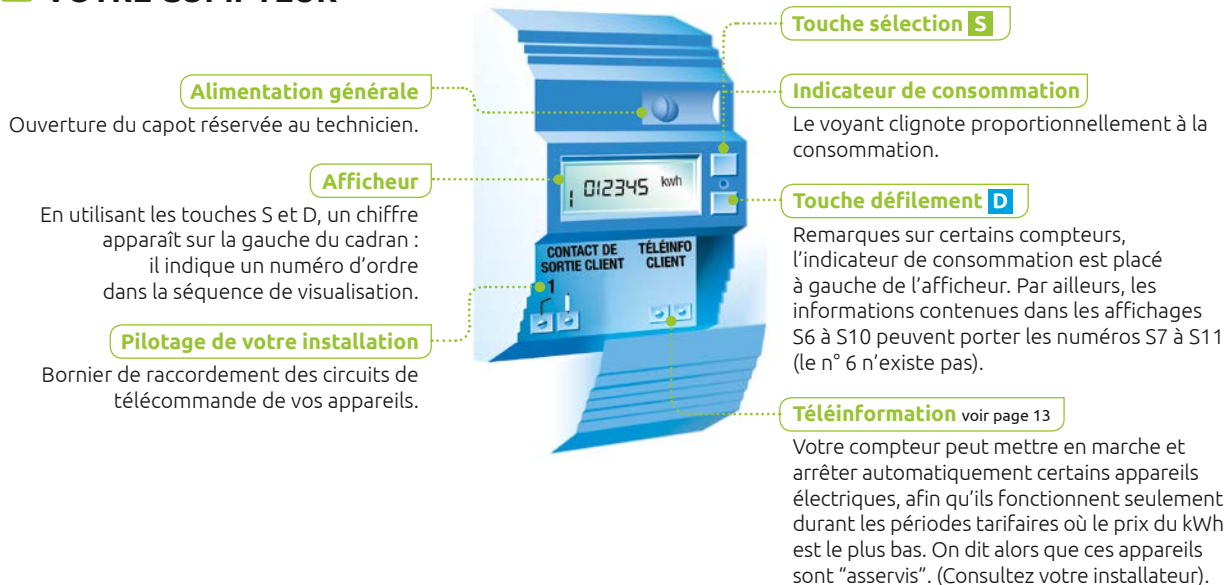 VOTRE COMPTEUR
Alimentation générale
Ouverture du capot réservée au technicien.
Afficheur
En utilisant les touches S et D, un chiffre
apparaît sur la gauche du cadran :
il indique un numéro d’ordre
dans la séquence de visualisation.
Pilotage de votre installation
Bornier de raccordement des circuits de
télécommande de vos appareils.
1 012345 kwh
CONTACT DE
SORTIE CLIENT
1
TÉLÉINFO
CLIENT
Touche sélection S
Indicateur de consommation
Le voyant clignote proportionnellement à la
consommation.
Touche défilement D
Remarques sur certains compteurs,
l’indicateur de consommation est placé
à gauche de l’afficheur. Par ailleurs, les
informations contenues dans les affichages
S6 à S10 peuvent porter les numéros S7 à S11
(le n° 6 n’existe pas).
Téléinformation voir page 13
Votre compteur peut mettre en marche et
arrêter automatiquement certains appareils
électriques, afin qu’ils fonctionnent seulement
durant les périodes tarifaires où le prix du kWh
est le plus bas. On dit alors que ces appareils
sont “asservis”. (Consultez votre installateur).